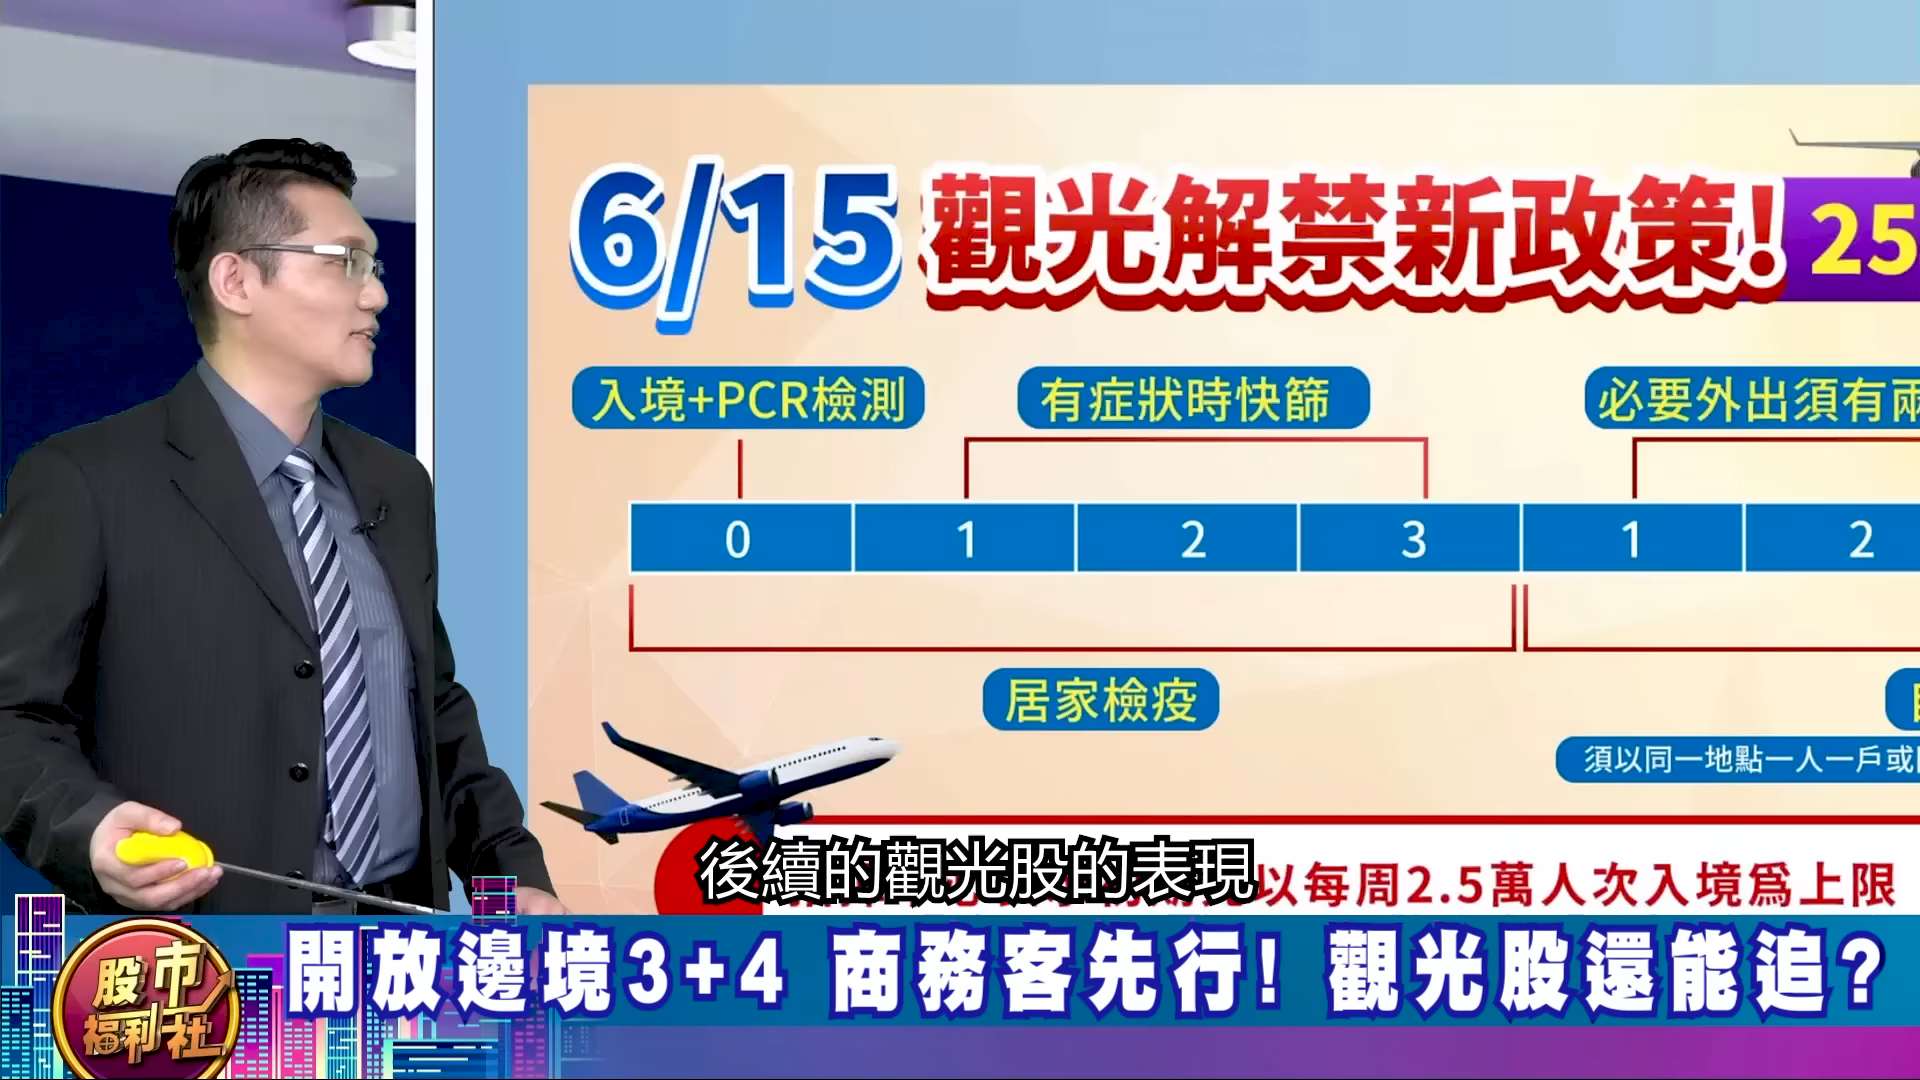 6/15觀光解禁新政策! 25
入境+PCR檢測
有症狀時快篩
必要外出須有兩
0 1 2 3 1 2
居家檢疫
須以同一地點一人一戶或
後續的觀光股的表現
以每周2.5萬人次入境爲上限
開放邊境3+4 商務客先行! 觀光股還能追?
股市
福利社